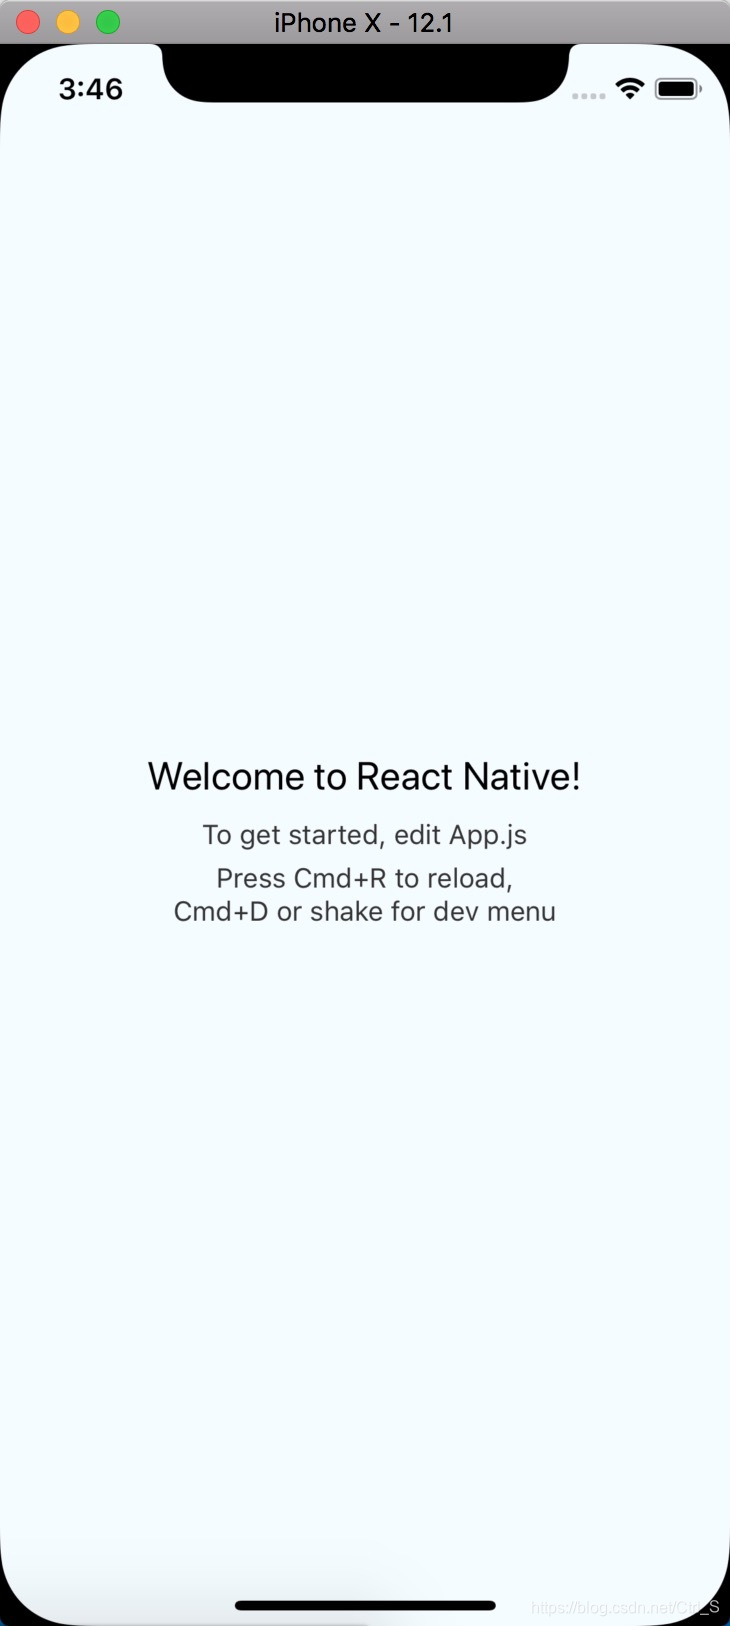 iPhone X - 12.1
3:46
Welcome to React Native!
To get started, edit App.js
Press Cmd+R to reload,
Cmd+D or shake for dev menu
https://blog.csdn.net/Ctrl_S